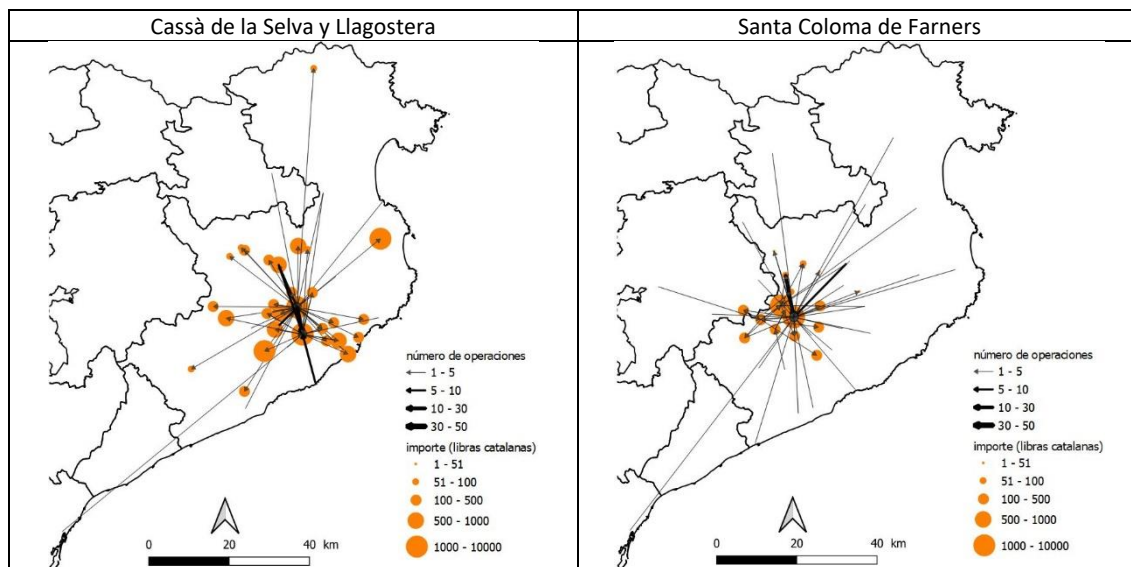 Cassà de la Selva y Llagostera
número de operaciones
1 - 5
5 - 10
10 - 30
30 - 50
importe (libras catalanas)
1 - 51
51 - 100
100 - 500
500 - 1000
1000 - 10000
0 20 40 km
Santa Coloma de Farners
número de operaciones
1 - 5
5 - 10
10 - 30
30 - 50
importe (libras catalanas)
1 - 51
51 - 100
100 - 500
500 - 1000
1000 - 10000
0 20 40 km